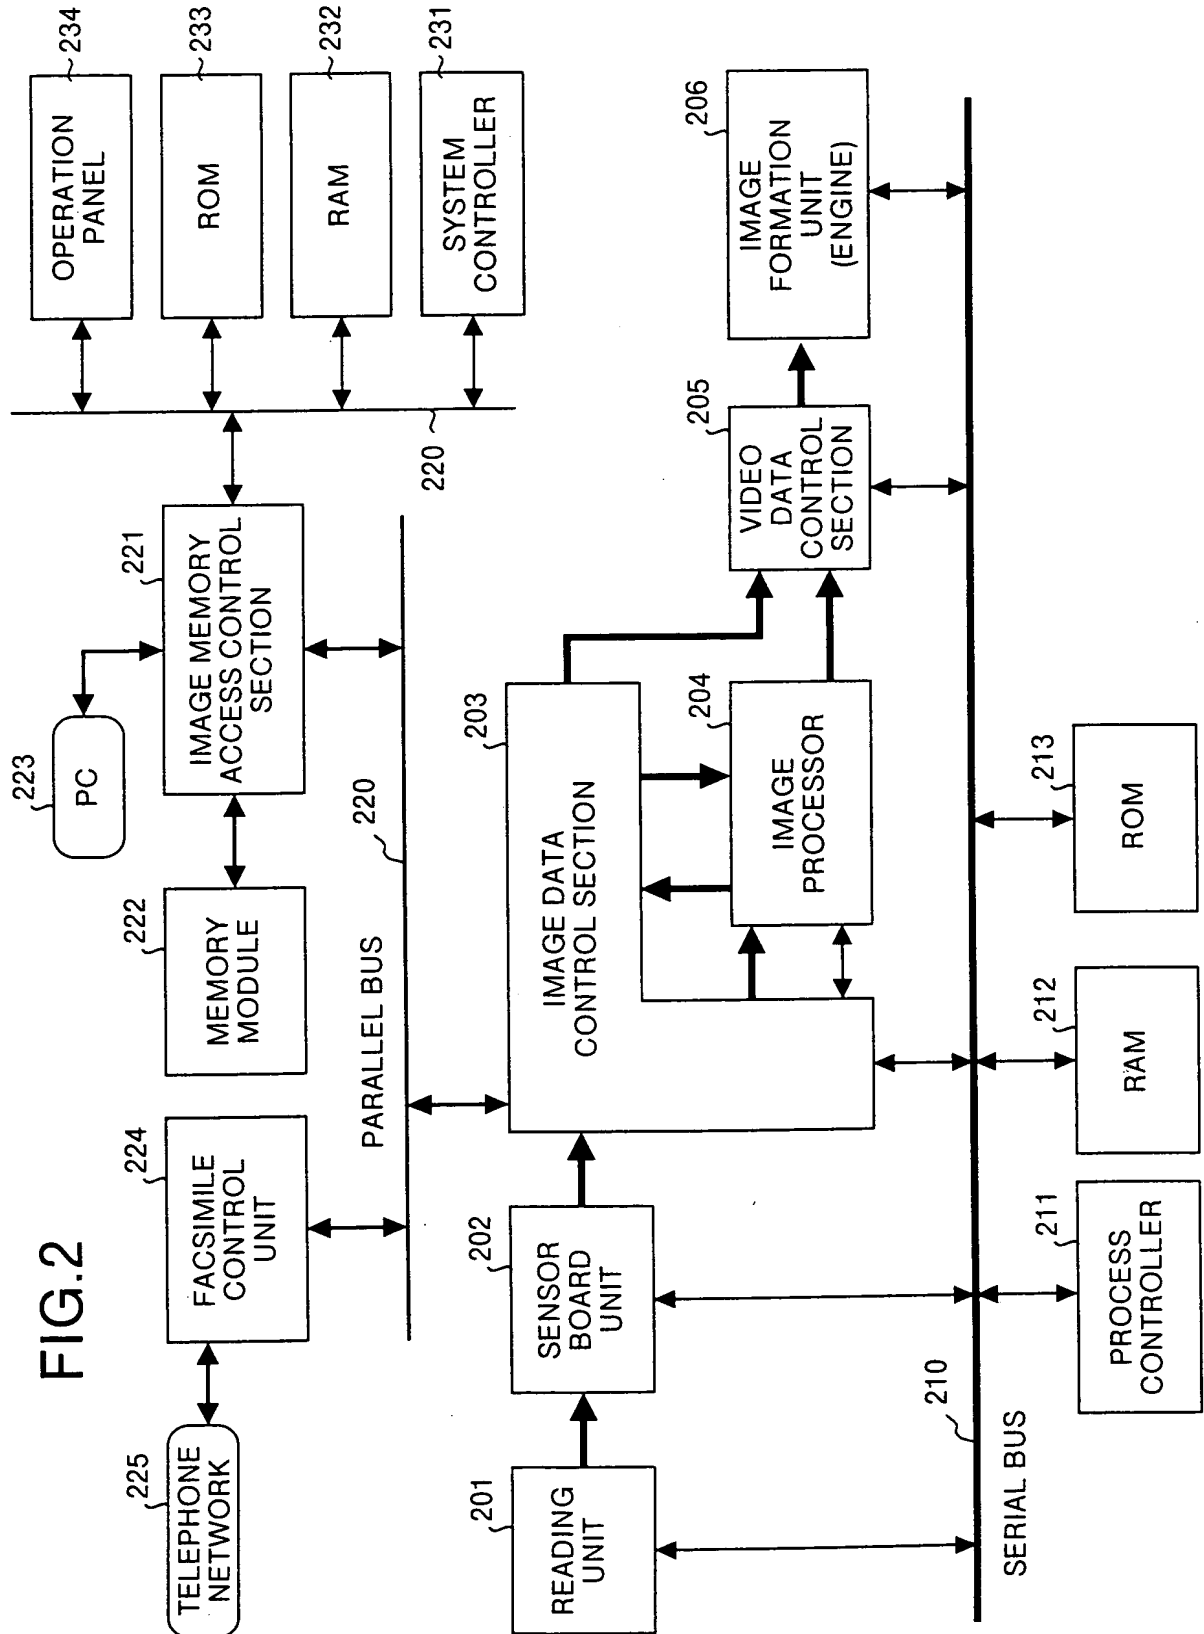 FIG.2
225
TELEPHONE
NETWORK
224
FACSIMILE
CONTROL
UNIT
222
MEMORY
MODULE
223
PC
221
IMAGE MEMORY
ACCESS CONTROL
SECTION
234
OPERATION
PANEL
233
ROM
232
RAM
231
SYSTEM
CONTROLLER
220
PARALLEL BUS
220
201
READING
UNIT
202
SENSOR
BOARD
UNIT
203
IMAGE DATA
CONTROL SECTION
204
IMAGE
PROCESSOR
205
VIDEO
DATA
CONTROL
SECTION
206
IMAGE
FORMATION
UNIT
(ENGINE)
SERIAL BUS
210
211
PROCESS
CONTROLLER
212
RAM
213
ROM